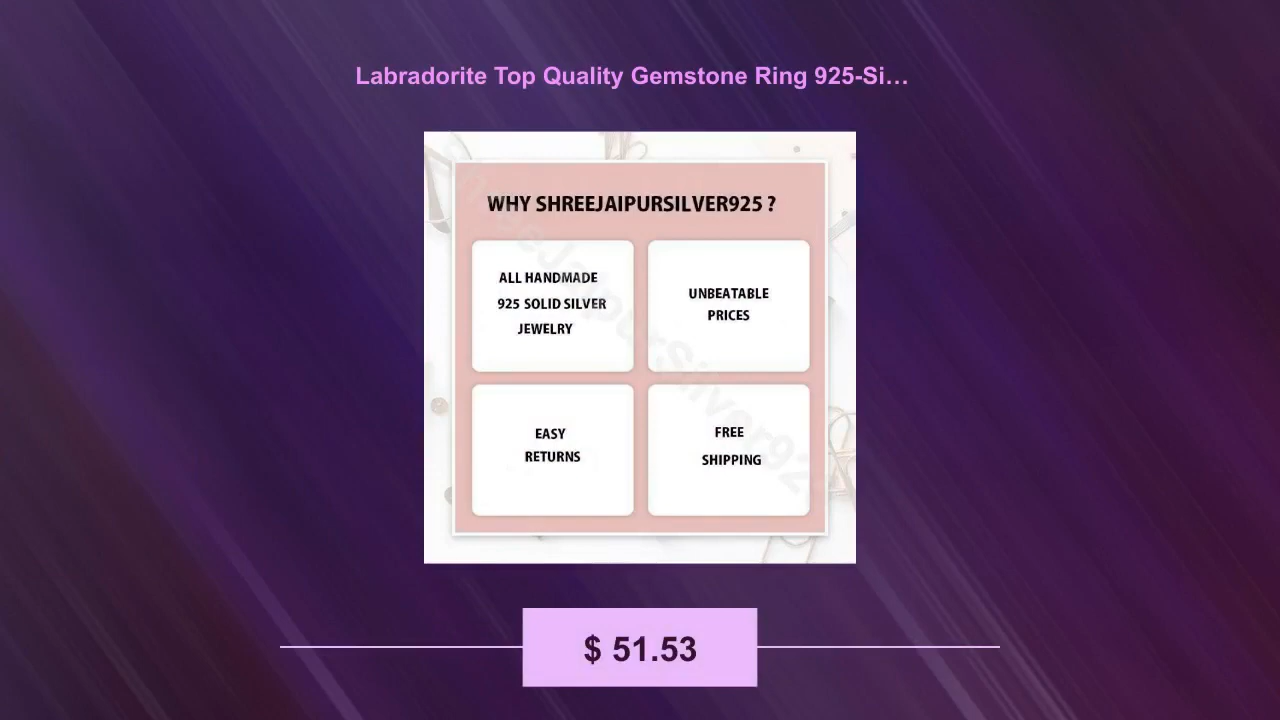 Labradorite Top Quality Gemstone Ring 925-Si...
WHY SHREEJAIPURSILVER925 ?
ALL HANDMADE
925 SOLID SILVER
JEWELRY
UNBEATABLE
PRICES
EASY
RETURNS
FREE
SHIPPING
ShreeJaipurSilver925
$ 51.53